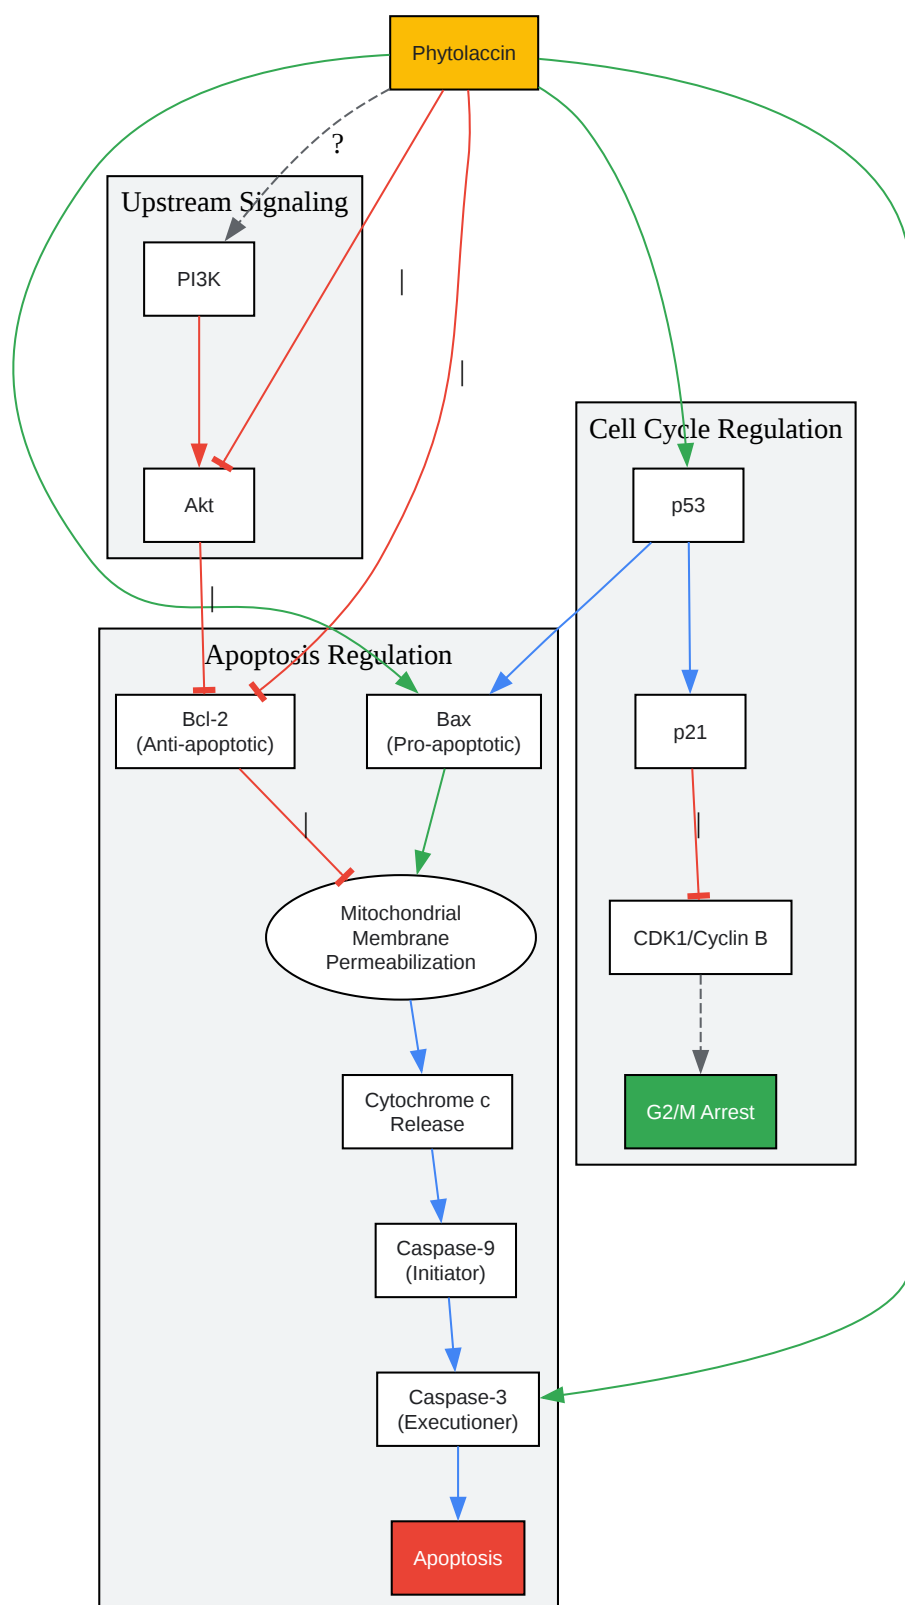 Phytolaccin
?
Upstream Signaling
PI3K
|
|
Cell Cycle Regulation
Akt
p53
|
Apoptosis Regulation
Bcl-2
(Anti-apoptotic)
Bax
(Pro-apoptotic)
p21
|
|
Mitochondrial
Membrane
Permeabilization
CDK1/Cyclin B
Cytochrome c
Release
G2/M Arrest
Caspase-9
(Initiator)
Caspase-3
(Executioner)
Apoptosis